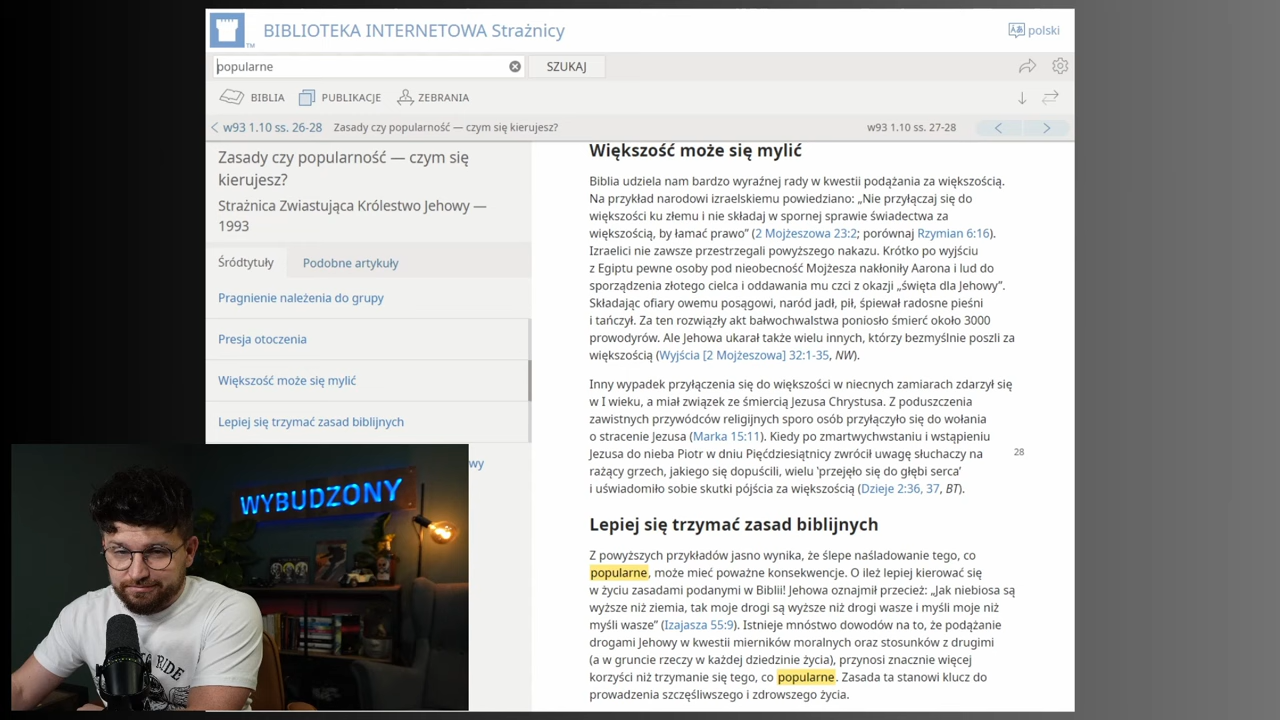 BIBLIOTEKA INTERNETOWA Strażnicy
TM
polski
popularne
SZUKAJ
BIBLIA
PUBLIKACJE
ZEBRANIA
w93 1.10 ss. 26-28
Zasady czy popularność — czym się kierujesz?
w93 1.10 ss. 27-28
Zasady czy popularność — czym się
kierujesz?
Strażnica Zwiastująca Królestwo Jehowy —
1993
Śródtytuły
Podobne artykuły
Pragnienie należenia do grupy
Presja otoczenia
Większość może się mylić
Lepiej się trzymać zasad biblijnych
wy
Większość może się mylić
Biblia udziela nam bardzo wyraźnej rady w kwestii podążania za większością.
Na przykład narodowi izraelskiemu powiedziano: „Nie przyłączaj się do
większości ku złemu i nie składaj w spornej sprawie świadectwa za
większością, by łamać prawo” (2 Mojżeszowa 23:2; porównaj Rzymian 6:16).
Izraelici nie zawsze przestrzegali powyższego nakazu. Krótko po wyjściu
z Egiptu pewne osoby pod nieobecność Mojżesza nakłoniły Aarona i lud do
sporządzenia złotego cielca i oddawania mu czci z okazji „święta dla Jehowy”.
Składając ofiary owemu posągowi, naród jadł, pił, śpiewał radosne pieśni
i tańczył. Za ten rozwiązły akt bałwochwalstwa poniosło śmierć około 3000
prowodyrów. Ale Jehowa ukarał także wielu innych, którzy bezmyślnie poszli za
większością (Wyjścia [2 Mojżeszowa] 32:1-35, NW).
Inny wypadek przyłączenia się do większości w niecnych zamiarach zdarzył się
w I wieku, a miał związek ze śmiercią Jezusa Chrystusa. Z poduszczenia
zawistnych przywódców religijnych sporo osób przyłączyło się do wołania
o stracenie Jezusa (Marka 15:11). Kiedy po zmartwychwstaniu i wstąpieniu
Jezusa do nieba Piotr w dniu Pięćdziesiątnicy zwrócił uwagę słuchaczy na
rażący grzech, jakiego się dopuścili, wielu 'przejęło się do głębi serca’
i uświadomiło sobie skutki pójścia za większością (Dzieje 2:36, 37, BT).
28
Lepiej się trzymać zasad biblijnych
Z powyższych przykładów jasno wynika, że ślepe naśladowanie tego, co
popularne, może mieć poważne konsekwencje. O ileż lepiej kierować się
w życiu zasadami podanymi w Biblii! Jehowa oznajmił przecież: „Jak niebiosa są
wyższe niż ziemia, tak moje drogi są wyższe niż drogi wasze i myśli moje niż
myśli wasze” (Izajasza 55:9). Istnieje mnóstwo dowodów na to, że podążanie
drogami Jehowy w kwestii mierników moralnych oraz stosunków z drugimi
(a w gruncie rzeczy w każdej dziedzinie życia), przynosi znacznie więcej
korzyści niż trzymanie się tego, co popularne. Zasada ta stanowi klucz do
prowadzenia szczęśliwszego i zdrowszego życia.
WYBUDZONY
RIDE